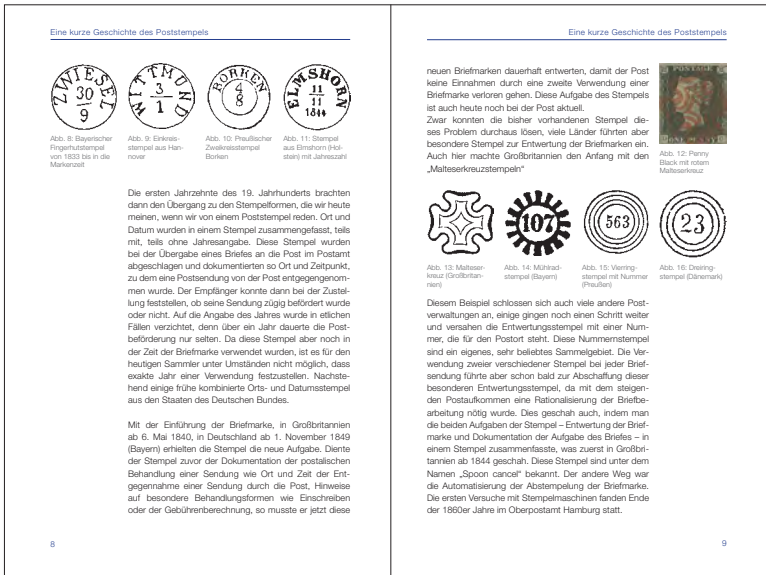 Eine kurze Geschichte des Poststempels
ZWIESEL
30
9
WITTMUND
3
1
BORKEN
4
8
ELMSHORN
11
11
1844
Abb. 8: Bayerischer
Fingerhutstempel
von 1833 bis in die
Markenzeit
Abb. 9: Einkreis-
stempel aus Han-
nover
Abb. 10: Preußischer
Zweikreisstempel
Borken
Abb. 11: Stempel
aus Elmshorn (Hol-
stein) mit Jahreszahl
Die ersten Jahrzehnte des 19. Jahrhunderts brachten
dann den Übergang zu den Stempelformen, die wir heute
meinen, wenn wir von einem Poststempel reden. Ort und
Datum wurden in einem Stempel zusammengefasst, teils
mit, teils ohne Jahresangabe. Diese Stempel wurden
bei der Übergabe eines Briefes an die Post im Postamt
abgeschlagen und dokumentierten so Ort und Zeitpunkt,
zu dem eine Postsendung von der Post entgegengenom-
men wurde. Der Empfänger konnte dann bei der Zustel-
lung feststellen, ob seine Sendung zügig befördert wurde
oder nicht. Auf die Angabe des Jahres wurde in etlichen
Fällen verzichtet, denn über ein Jahr dauerte die Post-
beförderung nur selten. Da diese Stempel aber noch in
der Zeit der Briefmarke verwendet wurden, ist es für den
heutigen Sammler unter Umständen nicht möglich, dass
exakte Jahr einer Verwendung festzustellen. Nachste-
hend einige frühe kombinierte Orts- und Datumsstempel
aus den Staaten des Deutschen Bundes.
Mit der Einführung der Briefmarke, in Großbritannien
ab 6. Mai 1840, in Deutschland ab 1. November 1849
(Bayern) erhielten die Stempel die neue Aufgabe. Diente
der Stempel zuvor der Dokumentation der postalischen
Behandlung einer Sendung wie Ort und Zeit der Ent-
gegennahme einer Sendung durch die Post, Hinweise
auf besondere Behandlungsformen wie Einschreiben
oder der Gebührenberechnung, so musste er jetzt diese
8
Eine kurze Geschichte des Poststempels
neuen Briefmarken dauerhaft entwerten, damit der Post
keine Einnahmen durch eine zweite Verwendung einer
Briefmarke verloren gehen. Diese Aufgabe des Stempels
ist auch heute noch bei der Post aktuell.
Zwar konnten die bisher vorhandenen Stempel die-
ses Problem durchaus lösen, viele Länder führten aber
besondere Stempel zur Entwertung der Briefmarken ein.
Auch hier machte Großbritannien den Anfang mit den
„Malteserkreuzstempeln"
POSTAGE
ONE PENNY
Abb. 12: Penny
Black mit rotem
Malteserkreuz
107
563
23
Abb. 13: Malteser-
kreuz (Großbritan-
nien)
Abb. 14: Mühlrad-
stempel (Bayern)
Abb. 15: Vierring-
stempel mit Nummer
(Preußen)
Abb. 16: Dreiring-
stempel (Dänemark)
Diesem Beispiel schlossen sich auch viele andere Post-
verwaltungen an, einige gingen noch einen Schritt weiter
und versahen die Entwertungsstempel mit einer Num-
mer, die für den Postort steht. Diese Nummernstempel
sind ein eigenes, sehr beliebtes Sammelgebiet. Die Ver-
wendung zweier verschiedener Stempel bei jeder Brief-
sendung führte aber schon bald zur Abschaffung dieser
besonderen Entwertungsstempel, da mit dem steigen-
den Postaufkommen eine Rationalisierung der Briefbe-
arbeitung nötig wurde. Dies geschah auch, indem man
die beiden Aufgaben der Stempel – Entwertung der Brief-
marke und Dokumentation der Aufgabe des Briefes – in
einem Stempel zusammenfasste, was zuerst in Großbri-
tannien ab 1844 geschah. Diese Stempel sind unter dem
Namen „Spoon cancel" bekannt. Der andere Weg war
die Automatisierung der Abstempelung der Briefmarke.
Die ersten Versuche mit Stempelmaschinen fanden Ende
der 1860er Jahre im Oberpostamt Hamburg statt.
9